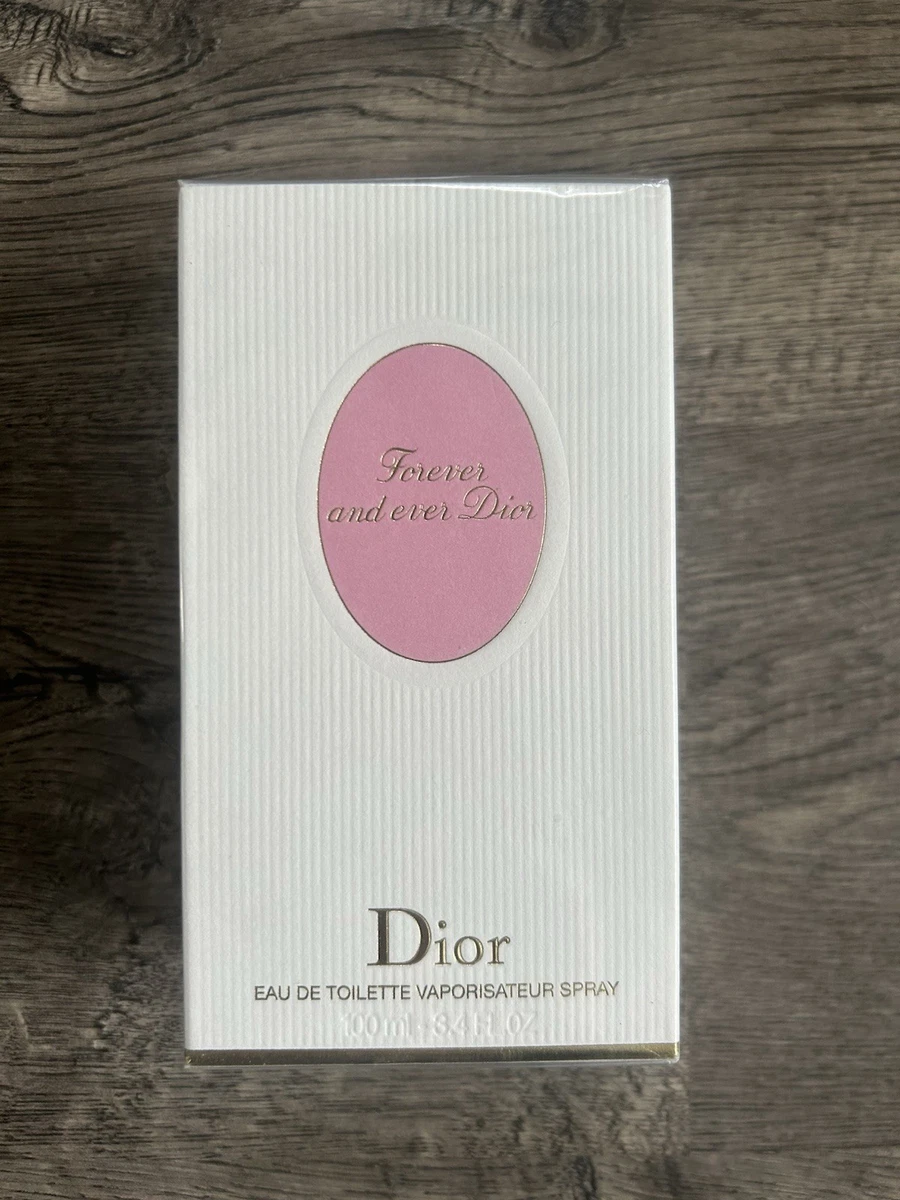 Forever
and ever Dior
Dior
EAU DE TOILETTE VAPORISATEUR SPRAY
100 ml - 3.4 FL. OZ